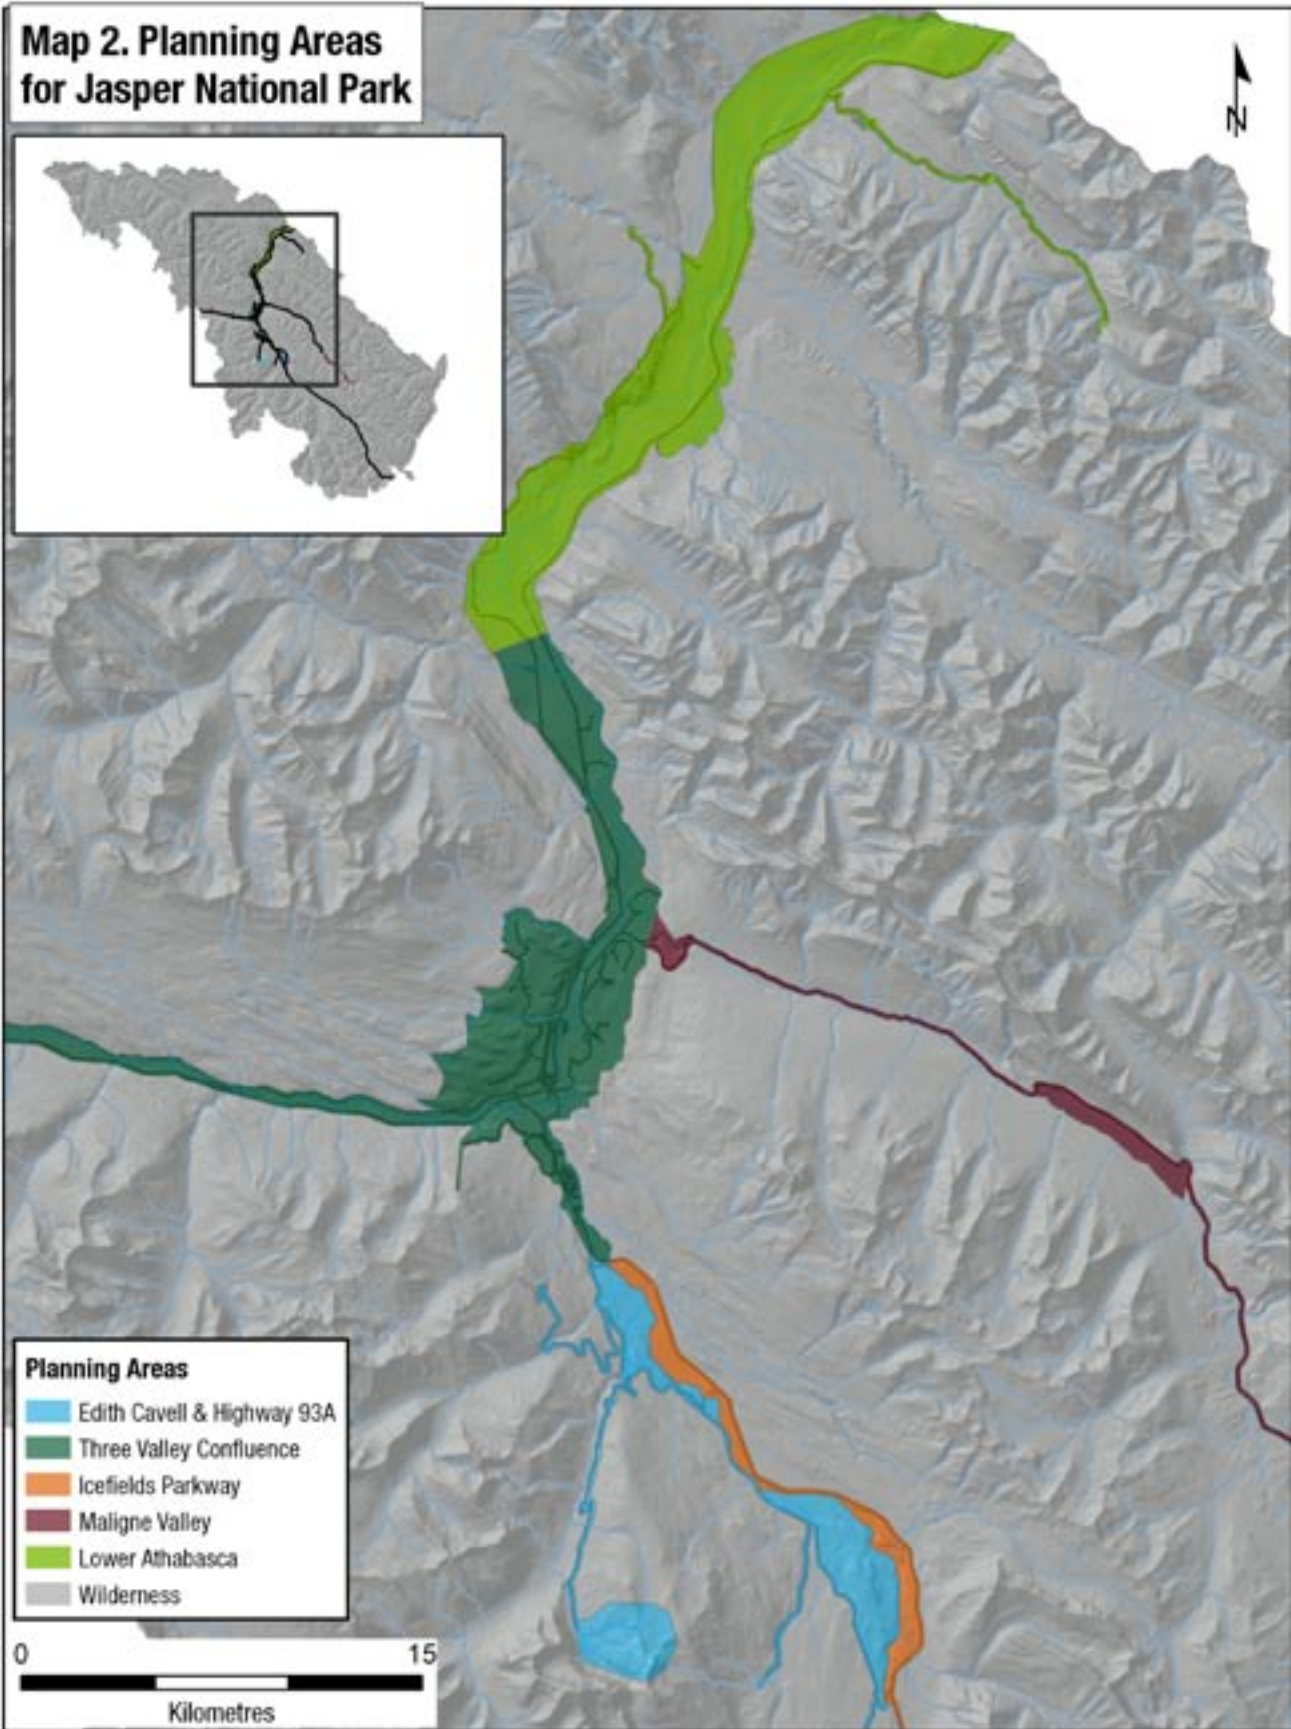 Map 2. Planning Areas
for Jasper National Park
N
Planning Areas
Edith Cavell & Highway 93A
Three Valley Confluence
Icefields Parkway
Maligne Valley
Lower Athabasca
Wilderness
0 15
Kilometres